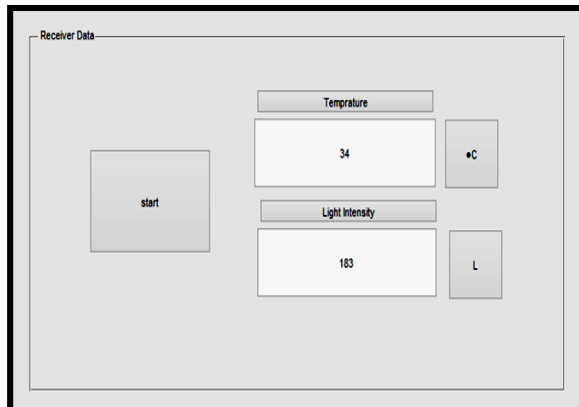 Receiver Data
Temprature
34
●C
start
Light Intensity
183
L